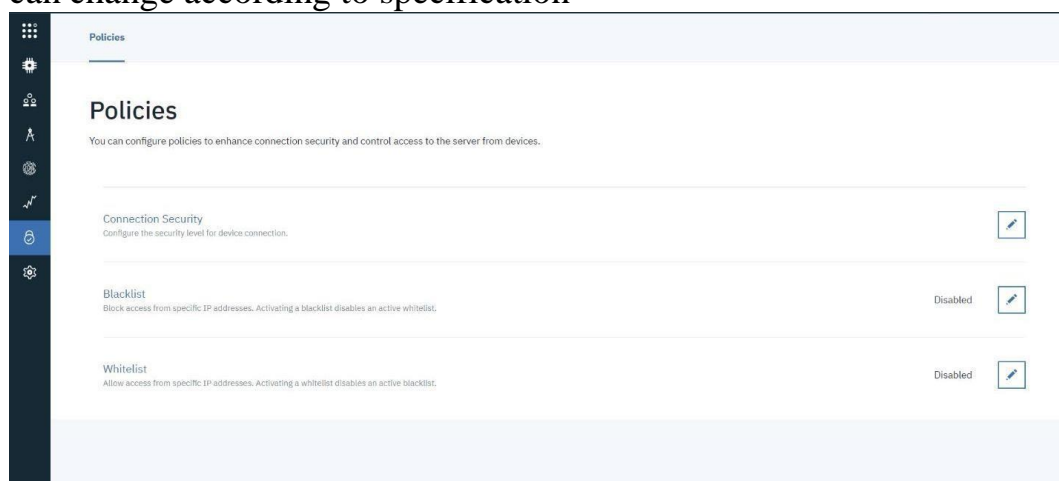 can change according to specification
Policies
Policies
You can configure policies to enhance connection security and control access to the server from devices.
Connection Security
Configure the security level for device connection.
Blacklist
Block access from specific IP addresses. Activating a blacklist disables an active whitelist.
Disabled
Whitelist
Allow access from specific IP addresses. Activating a whitelist disables an active blacklist.
Disabled